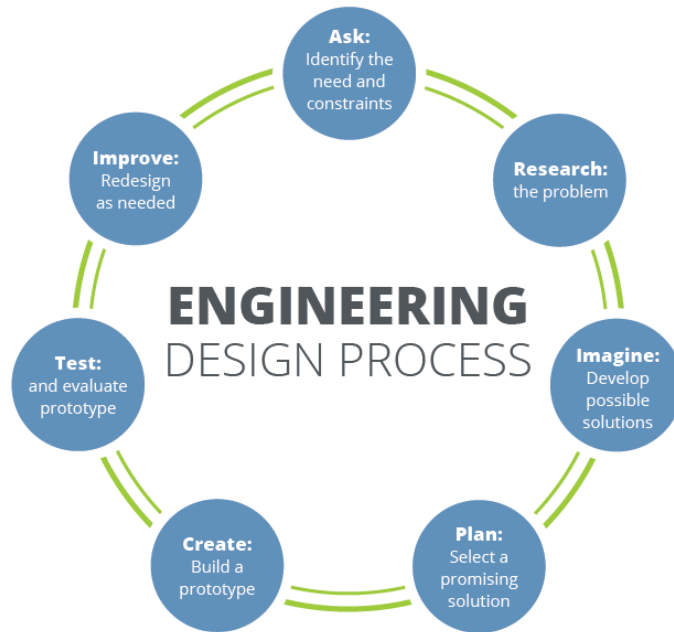 Ask:
Identify the
need and
constraints
Research:
the problem
Imagine:
Develop
possible
solutions
Plan:
Select a
promising
solution
Create:
Build a
prototype
Test:
and evaluate
prototype
Improve:
Redesign
as needed
ENGINEERING
DESIGN PROCESS